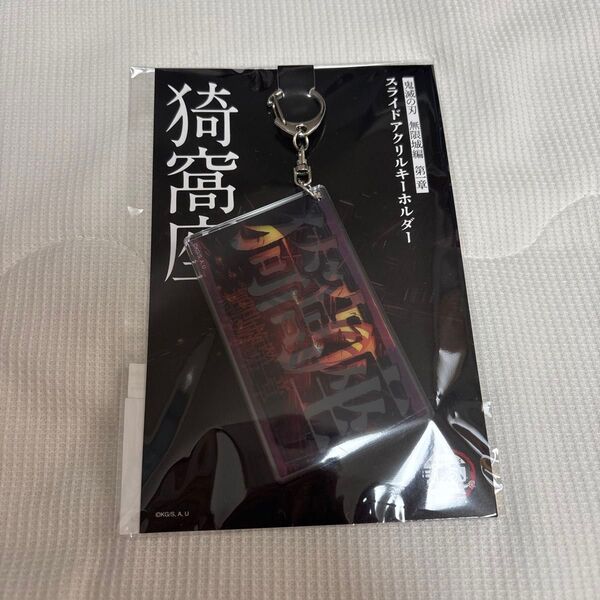 鬼滅の刃 無限城編 第一章
スライドアクリルキーホルダー
猗窩座
©KG/S, A, U